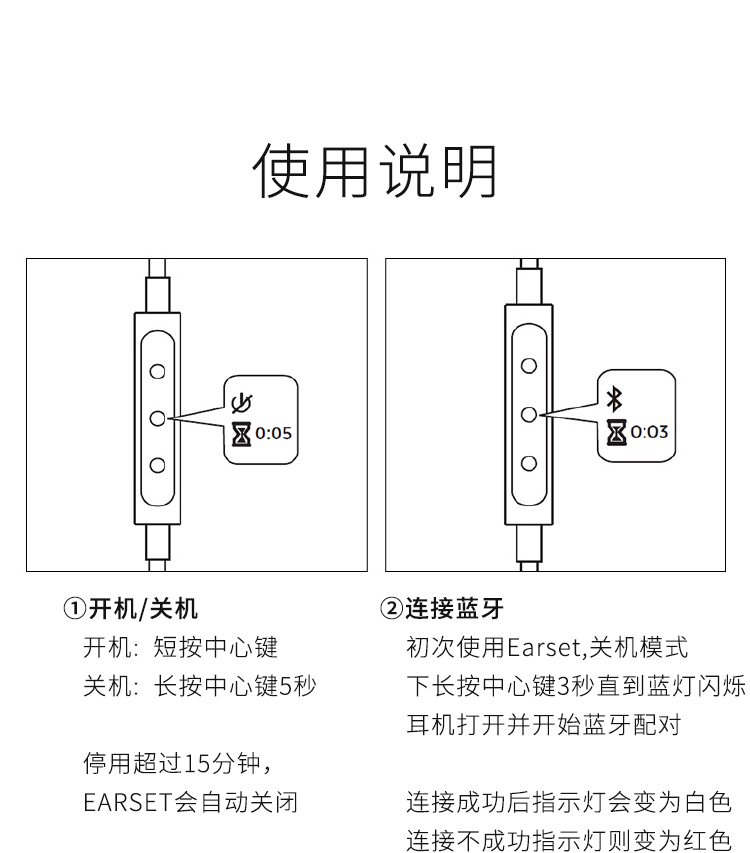 使用说明
0:05
0:03
①开机/关机
开机: 短按中心键
关机: 长按中心键5秒
停用超过15分钟，
EARSET会自动关闭
②连接蓝牙
初次使用Earset,关机模式
下长按中心键3秒直到蓝灯闪烁
耳机打开并开始蓝牙配对
连接成功后指示灯会变为白色
连接不成功指示灯则变为红色